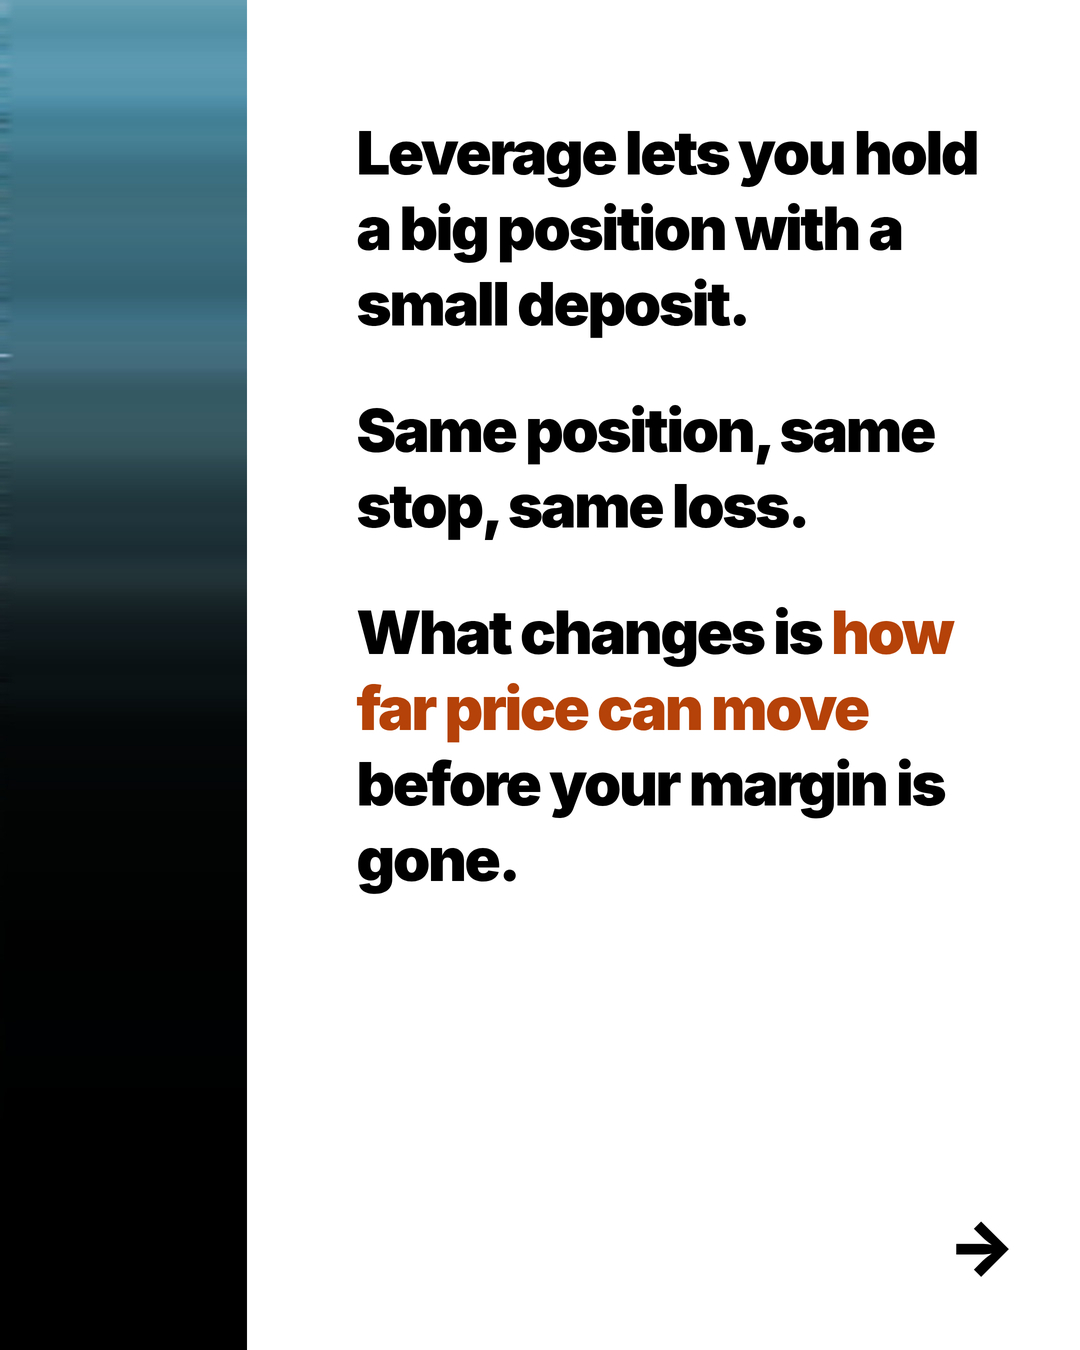 Leverage lets you hold
a big position with a
small deposit.
Same position, same
stop, same loss.
What changes is how
far price can move
before your margin is
gone.